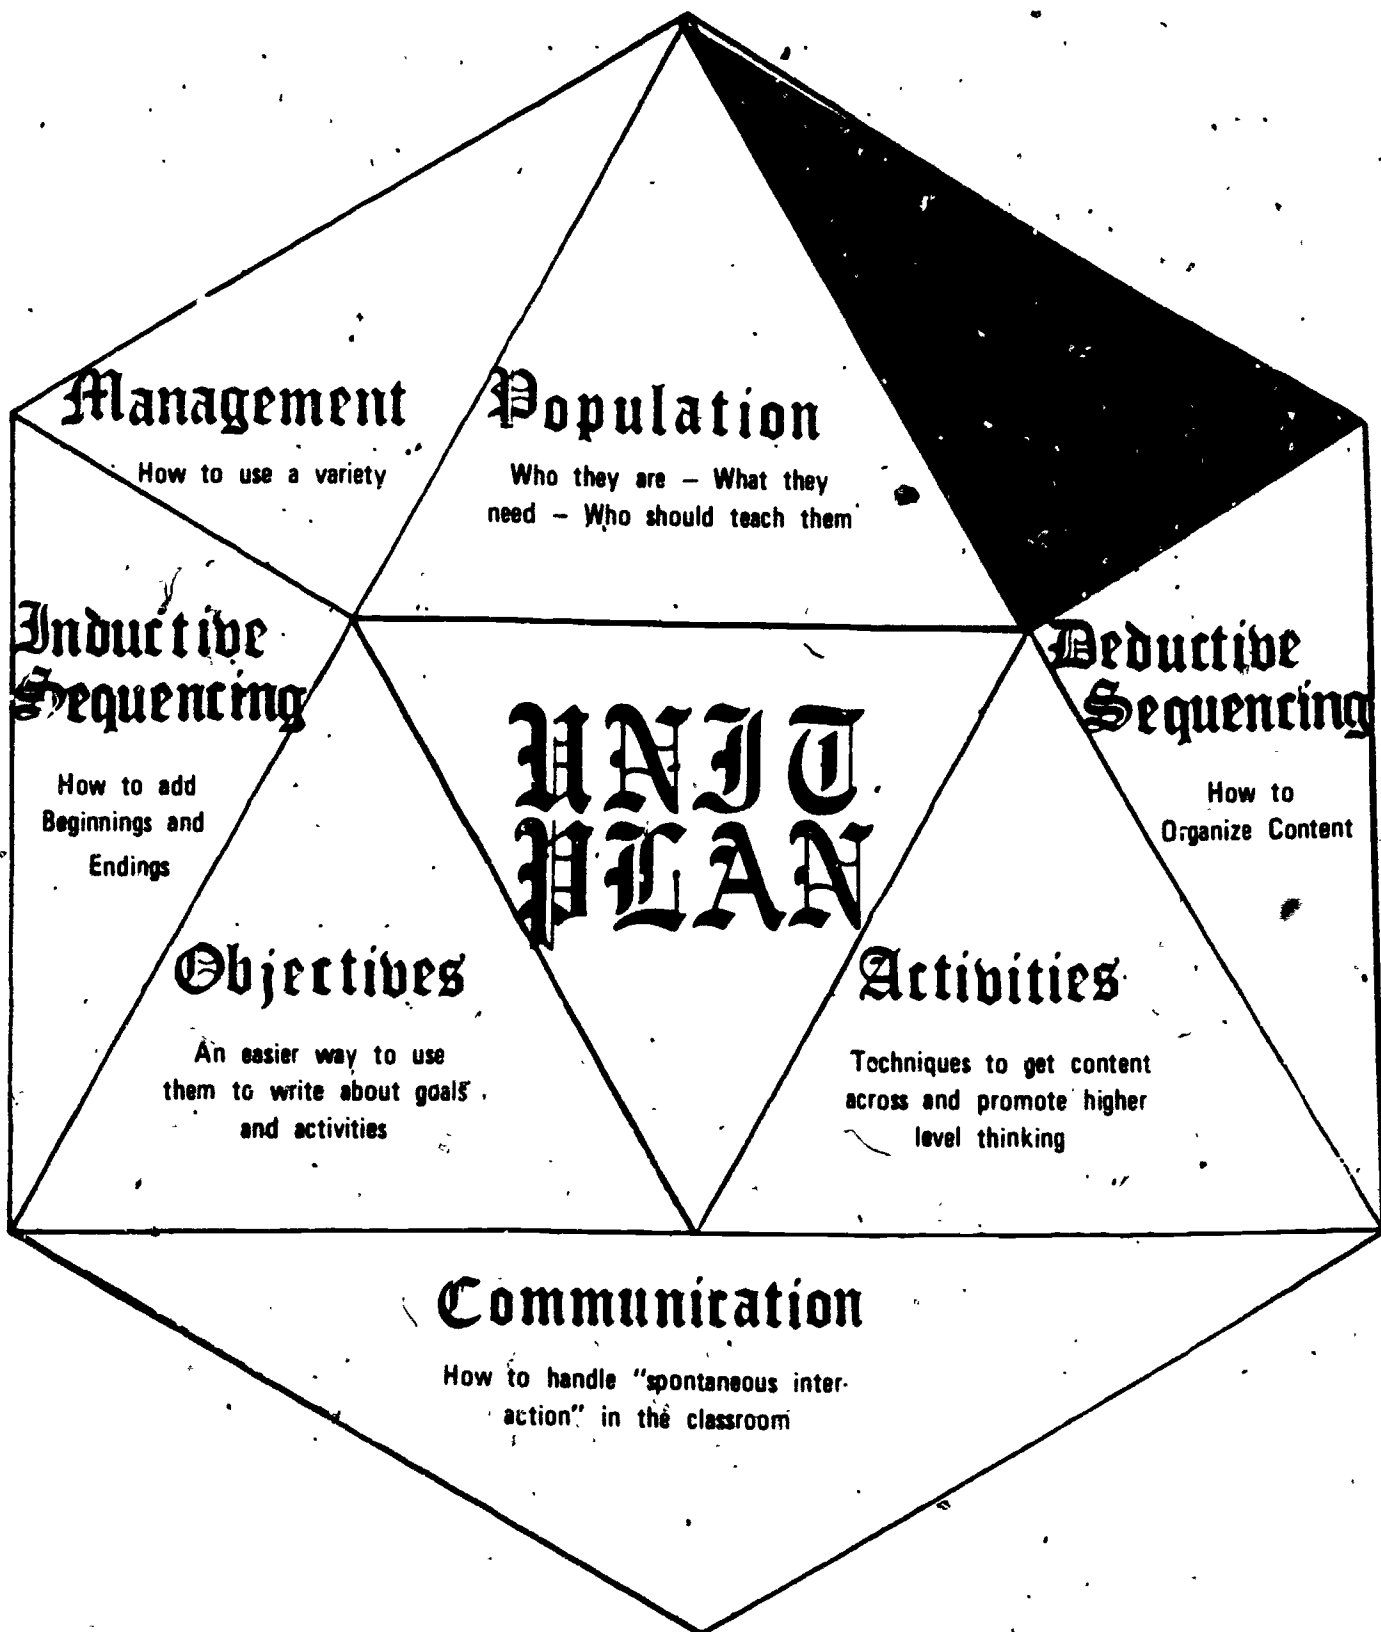 Management
How to use a variety
Population
Who they are – What they
need – Who should teach them
Inductive
Sequencing
How to add
Beginnings and
Endings
Deductive
Sequencing
How to
Organize Content
UNIT
PLAN
Objectives
An easier way to use
them to write about goals
and activities
Activities
Techniques to get content
across and promote higher
level thinking
Communication
How to handle "spontaneous inter-
action" in the classroom